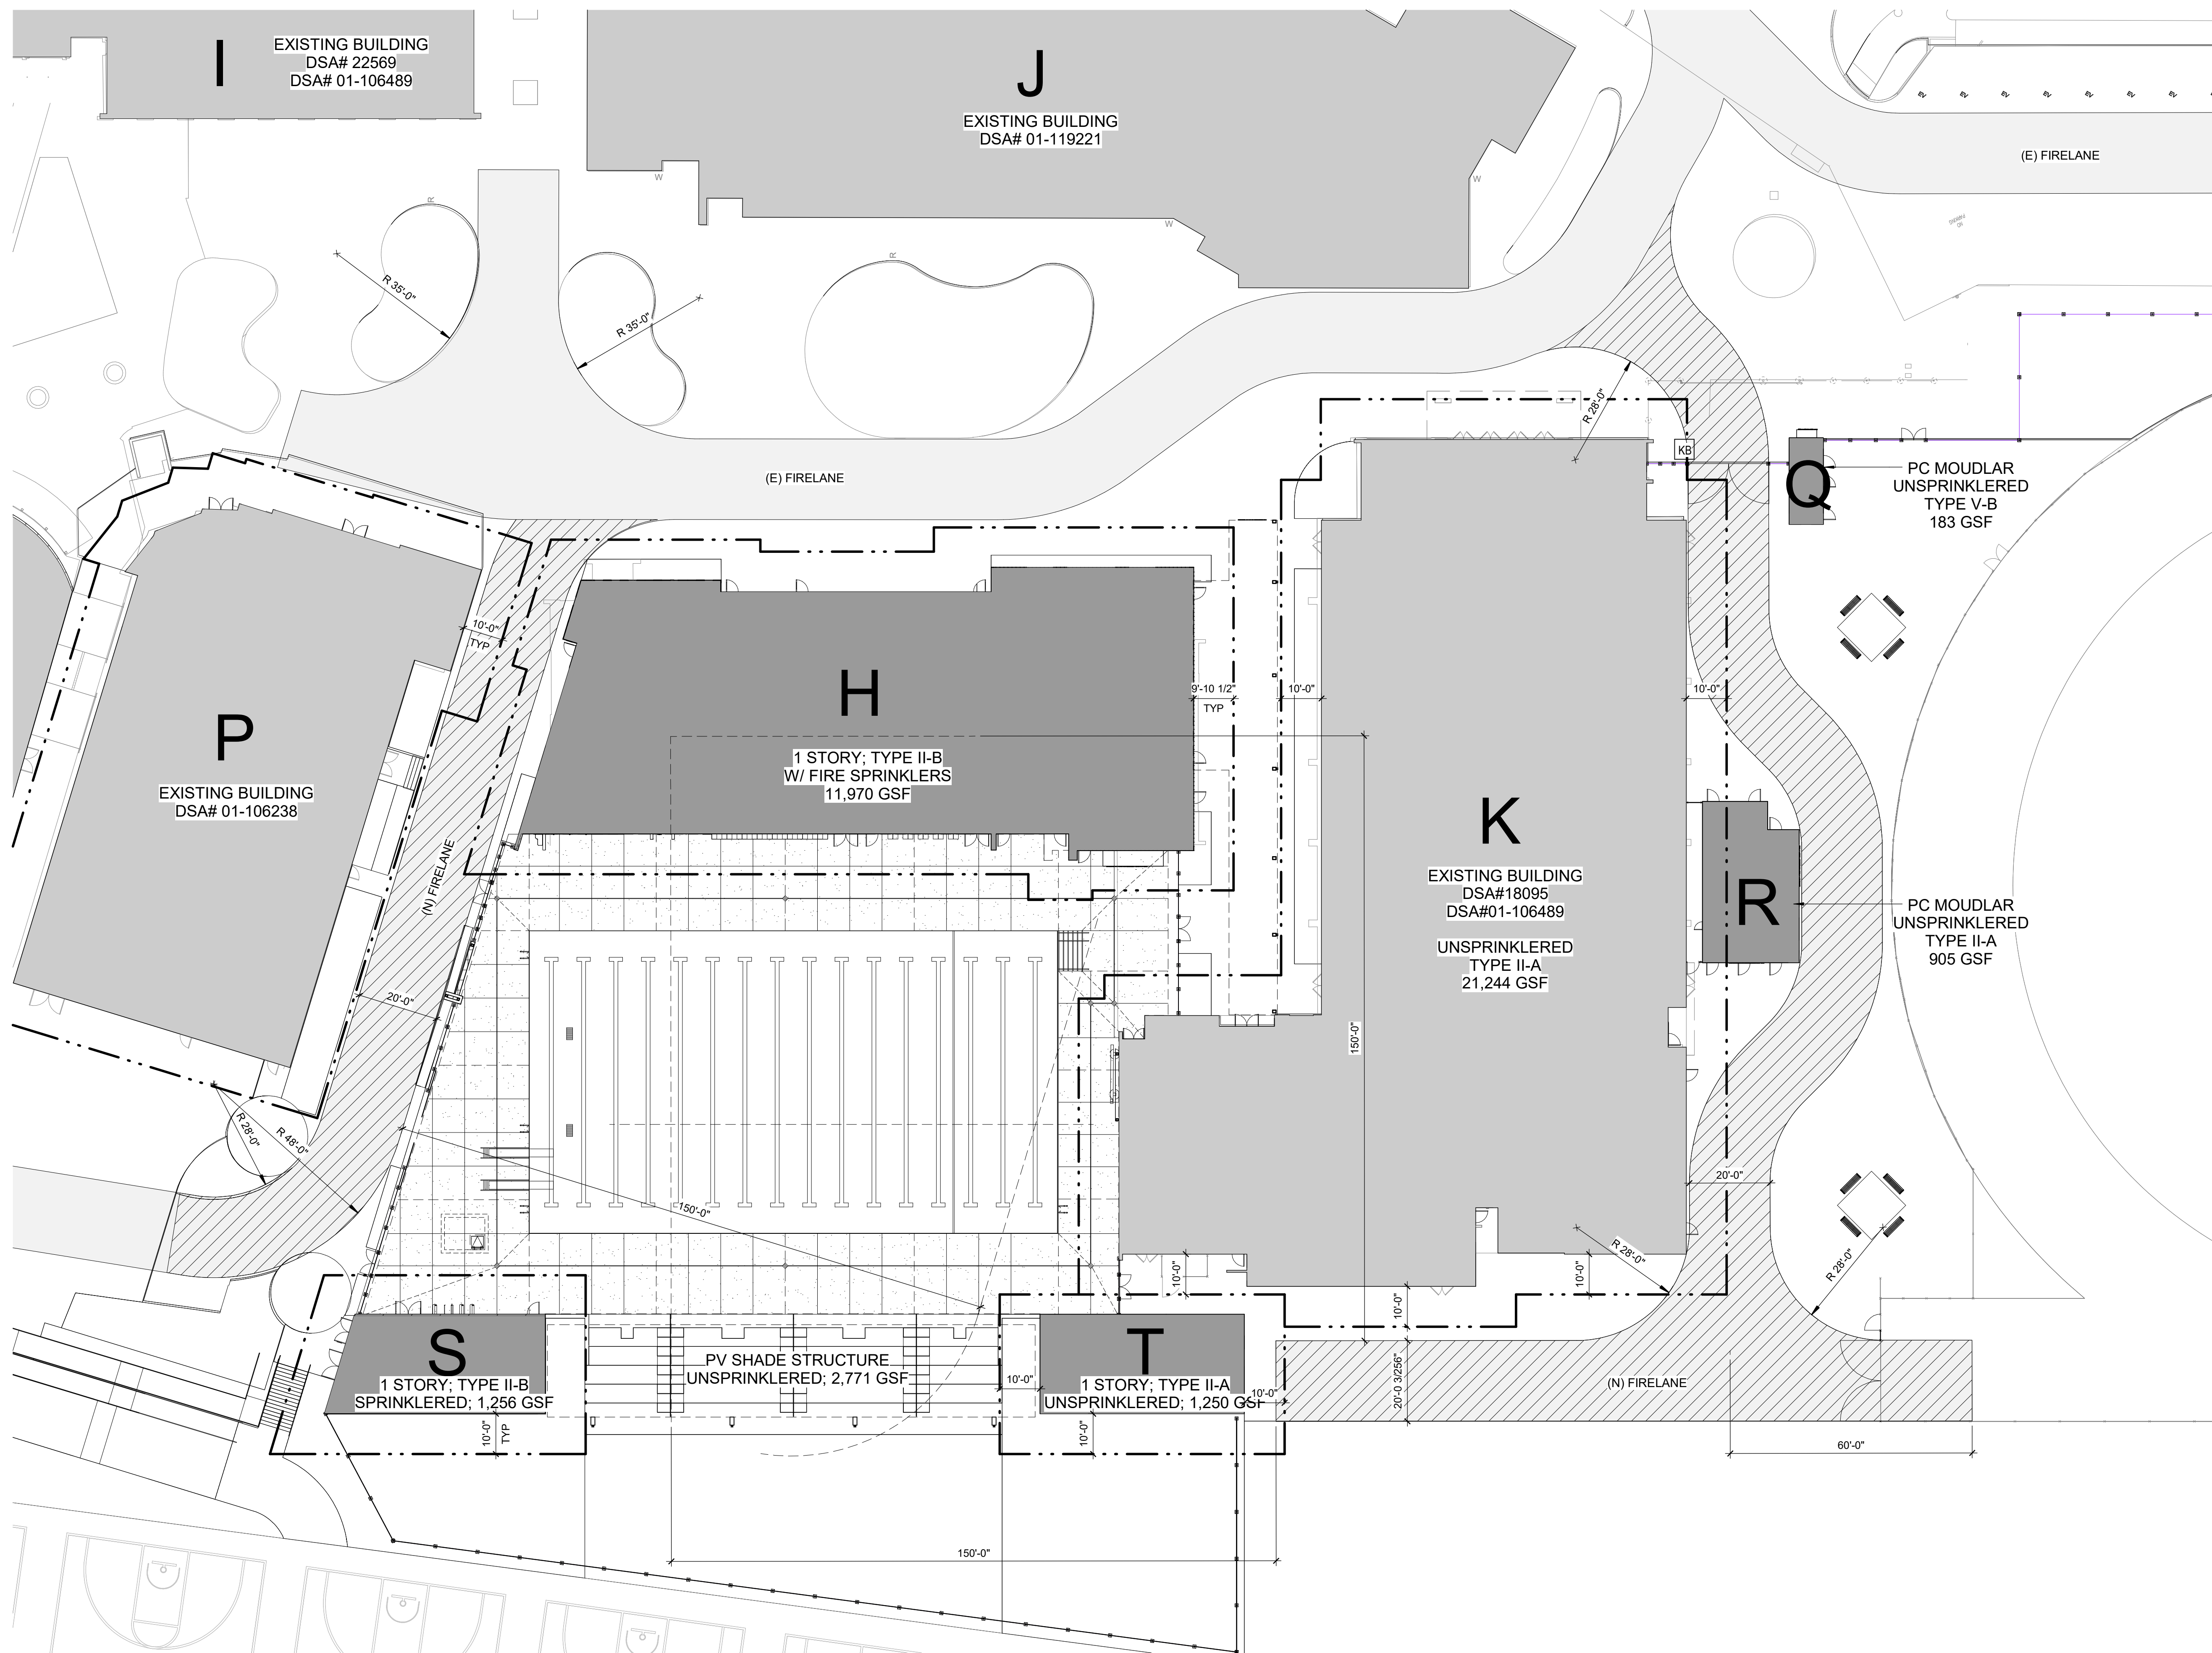 I
EXISTING BUILDING
DSA# 22569
DSA# 01-106489
J
EXISTING BUILDING
DSA# 01-119221
W
W
W
R
R
EV
EV
EV
EV
EV
EV
EV
(E) FIRELANE
R 35'-0"
R 35'-0"
R 28'-0"
(E) FIRELANE
KB
Q
PC MOUDLAR
UNSPRINKLERED
TYPE V-B
183 GSF
10'-0"
TYP
P
EXISTING BUILDING
DSA# 01-106238
(N) FIRELANE
H
1 STORY; TYPE II-B
W/ FIRE SPRINKLERS
11,970 GSF
9'-10 1/2"
TYP
10'-0"
10'-0"
K
EXISTING BUILDING
DSA#18095
DSA#01-106489
UNSPRINKLERED
TYPE II-A
21,244 GSF
R
PC MOUDLAR
UNSPRINKLERED
TYPE II-A
905 GSF
20'-0"
150'-0"
R 28'-0"
R 48'-0"
150'-0"
20'-0"
R 28'-0"
R 28'-0"
10'-0"
10'-0"
10'-0"
S
1 STORY; TYPE II-B
SPRINKLERED; 1,256 GSF
10'-0"
TYP
PV SHADE STRUCTURE
UNSPRINKLERED; 2,771 GSF
10'-0"
T
1 STORY; TYPE II-A
UNSPRINKLERED; 1,250 GSF
10'-0"
10'-0"
20'-0 3/256"
(N) FIRELANE
60'-0"
150'-0"